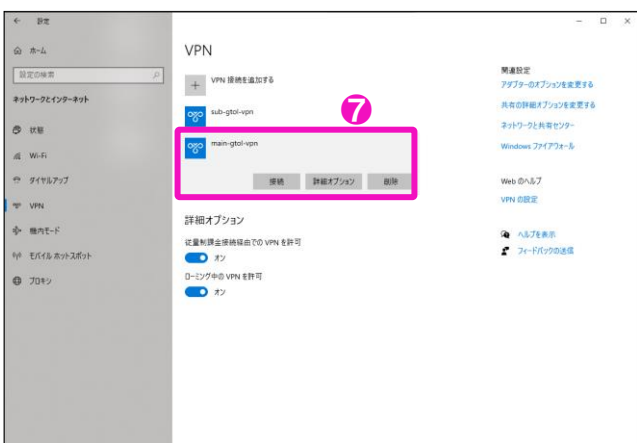 設定
ホーム
設定の検索
ネットワークとインターネット
状態
Wi-Fi
ダイヤルアップ
VPN
機内モード
モバイル ホットスポット
プロキシ
VPN
VPN 接続を追加する
sub-gtol-vpn
7
main-gtol-vpn
接続 詳細オプション 削除
詳細オプション
従量制課金接続経由での VPN を許可
オン
ローミング中の VPN を許可
オン
関連設定
アダプターのオプションを変更する
共有の詳細オプションを変更する
ネットワークと共有センター
Windows ファイアウォール
Web のヘルプ
VPN の設定
ヘルプを表示
フィードバックの送信